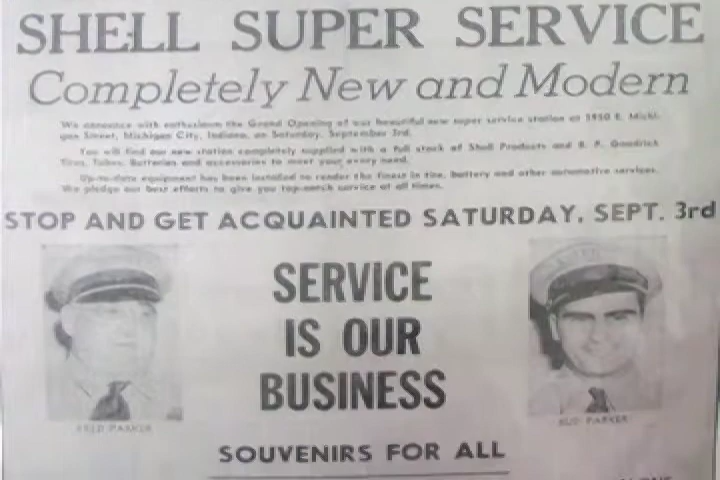 SHELL SUPER SERVICE
Completely New and Modern
We announce with enthusiasm the Grand Opening of our beautiful new super service station at 1950 E. Michi-
gan Street, Michigan City, Indiana, on Saturday, September 3rd.
You will find our new station completely supplied with a full stock of Shell Products and B. F. Goodrich
Tires, Tubes, Batteries and accessories to meet your every need.
Up-to-date equipment has been installed to render the finest in tire, battery and other automotive services.
We pledge our best efforts to give you top-notch service at all times.
STOP AND GET ACQUAINTED SATURDAY, SEPT. 3rd
SERVICE
IS OUR
BUSINESS
FRED PARKER
BUD PARKER
SOUVENIRS FOR ALL